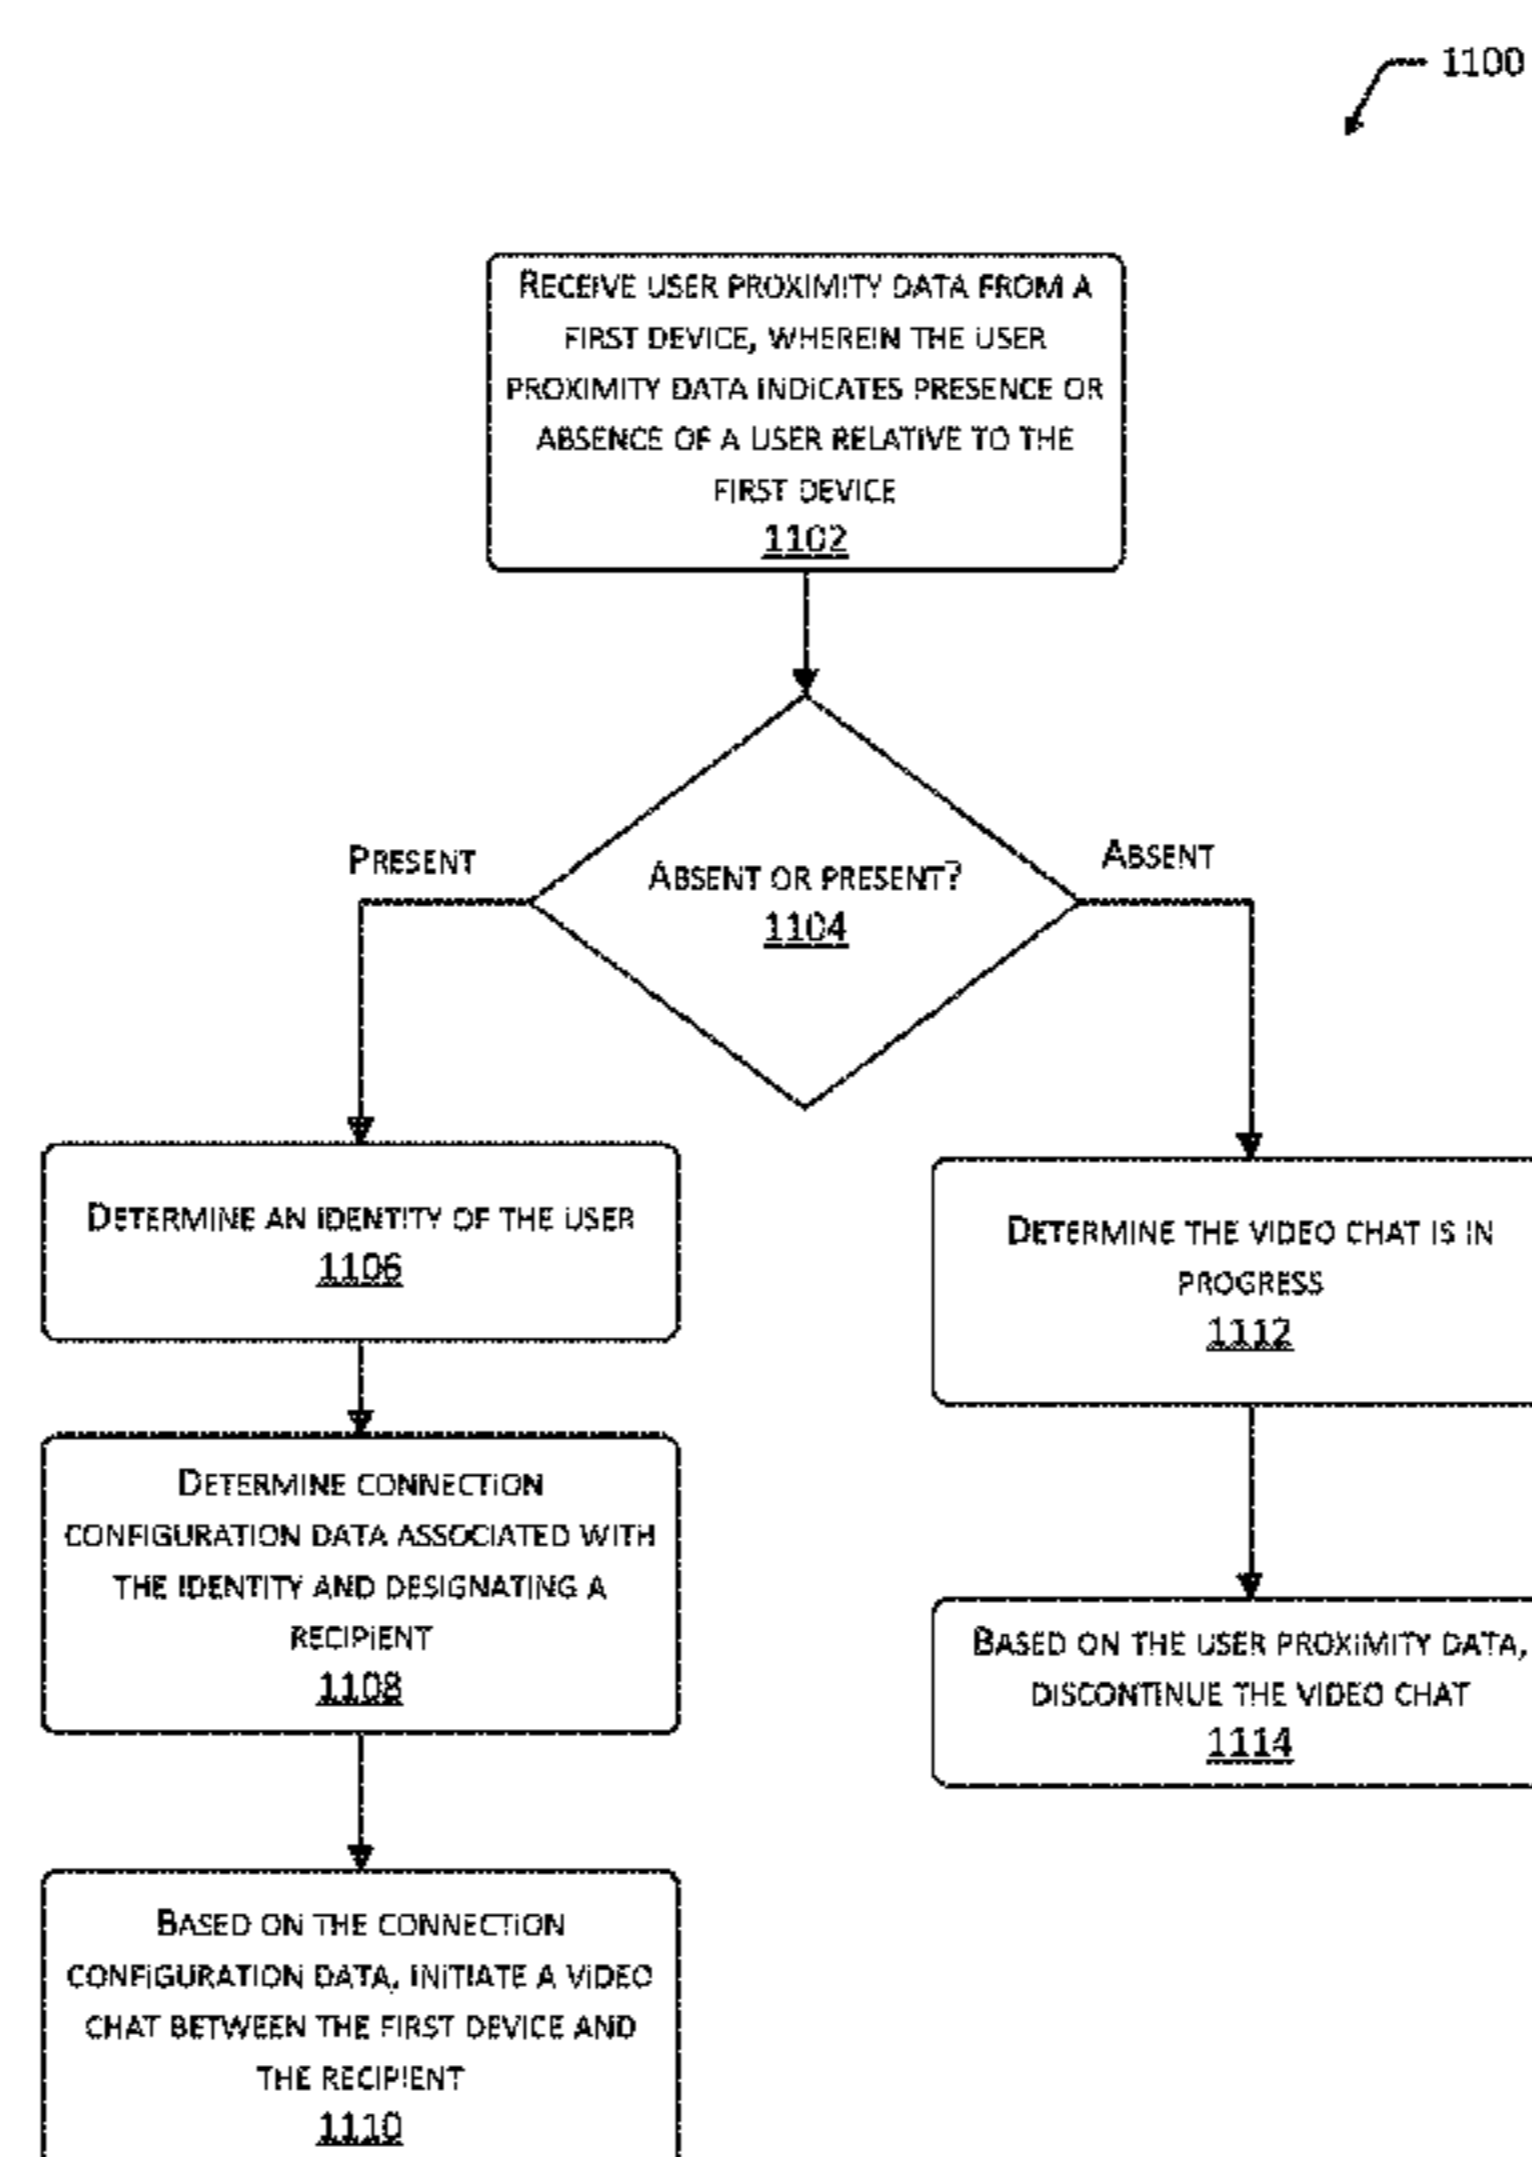 1100
RECEIVE USER PROXIMITY DATA FROM A
FIRST DEVICE, WHEREIN THE USER
PROXIMITY DATA INDICATES PRESENCE OR
ABSENCE OF A USER RELATIVE TO THE
FIRST DEVICE
1102
ABSENT OR PRESENT?
1104
PRESENT
ABSENT
DETERMINE AN IDENTITY OF THE USER
1106
DETERMINE CONNECTION
CONFIGURATION DATA ASSOCIATED WITH
THE IDENTITY AND DESIGNATING A
RECIPIENT
1108
BASED ON THE CONNECTION
CONFIGURATION DATA, INITIATE A VIDEO
CHAT BETWEEN THE FIRST DEVICE AND
THE RECIPIENT
1110
DETERMINE THE VIDEO CHAT IS IN
PROGRESS
1112
BASED ON THE USER PROXIMITY DATA,
DISCONTINUE THE VIDEO CHAT
1114